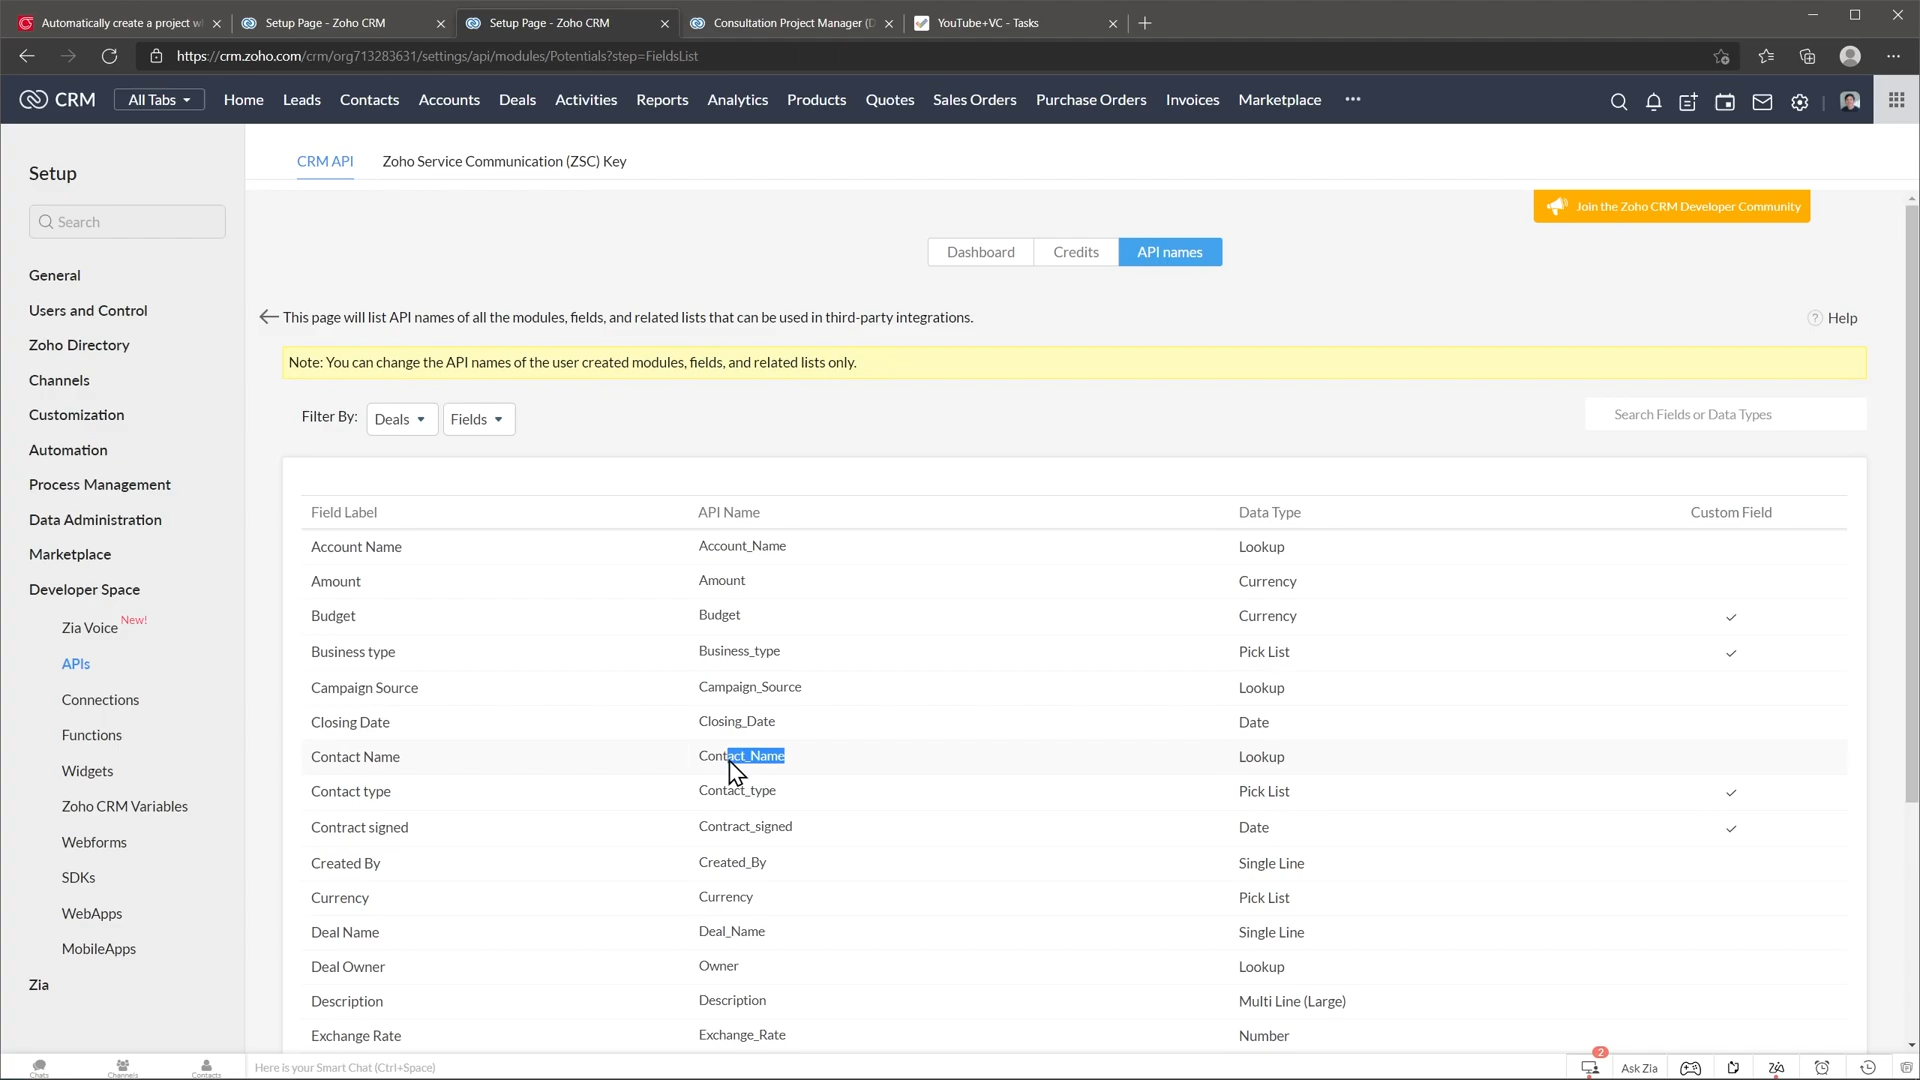 Automatically create a project w
Setup Page - Zoho CRM
Setup Page - Zoho CRM
Consultation Project Manager (D
YouTube+VC - Tasks
https://crm.zoho.com/crm/org713283631/settings/api/modules/Potentials?step=FieldsList
CRM
All Tabs
Home
Leads
Contacts
Accounts
Deals
Activities
Reports
Analytics
Products
Quotes
Sales Orders
Purchase Orders
Invoices
Marketplace
Setup
Search
General
Users and Control
Zoho Directory
Channels
Customization
Automation
Process Management
Data Administration
Marketplace
Developer Space
Zia Voice New!
APIs
Connections
Functions
Widgets
Zoho CRM Variables
Webforms
SDKs
WebApps
MobileApps
Zia
CRM API
Zoho Service Communication (ZSC) Key
Join the Zoho CRM Developer Community
Dashboard
Credits
API names
This page will list API names of all the modules, fields, and related lists that can be used in third-party integrations.
? Help
Note: You can change the API names of the user created modules, fields, and related lists only.
Filter By: Deals Fields
Search Fields or Data Types
Field Label API Name Data Type Custom Field
Account Name Account_Name Lookup
Amount Amount Currency
Budget Budget Currency
Business type Business_type Pick List
Campaign Source Campaign_Source Lookup
Closing Date Closing_Date Date
Contact Name Contact_Name Lookup
Contact type Contact_type Pick List
Contract signed Contract_signed Date
Created By Created_By Single Line
Currency Currency Pick List
Deal Name Deal_Name Single Line
Deal Owner Owner Lookup
Description Description Multi Line (Large)
Exchange Rate Exchange_Rate Number
Chats
Channels
Contacts
Here is your Smart Chat (Ctrl+Space)
2
Ask Zia